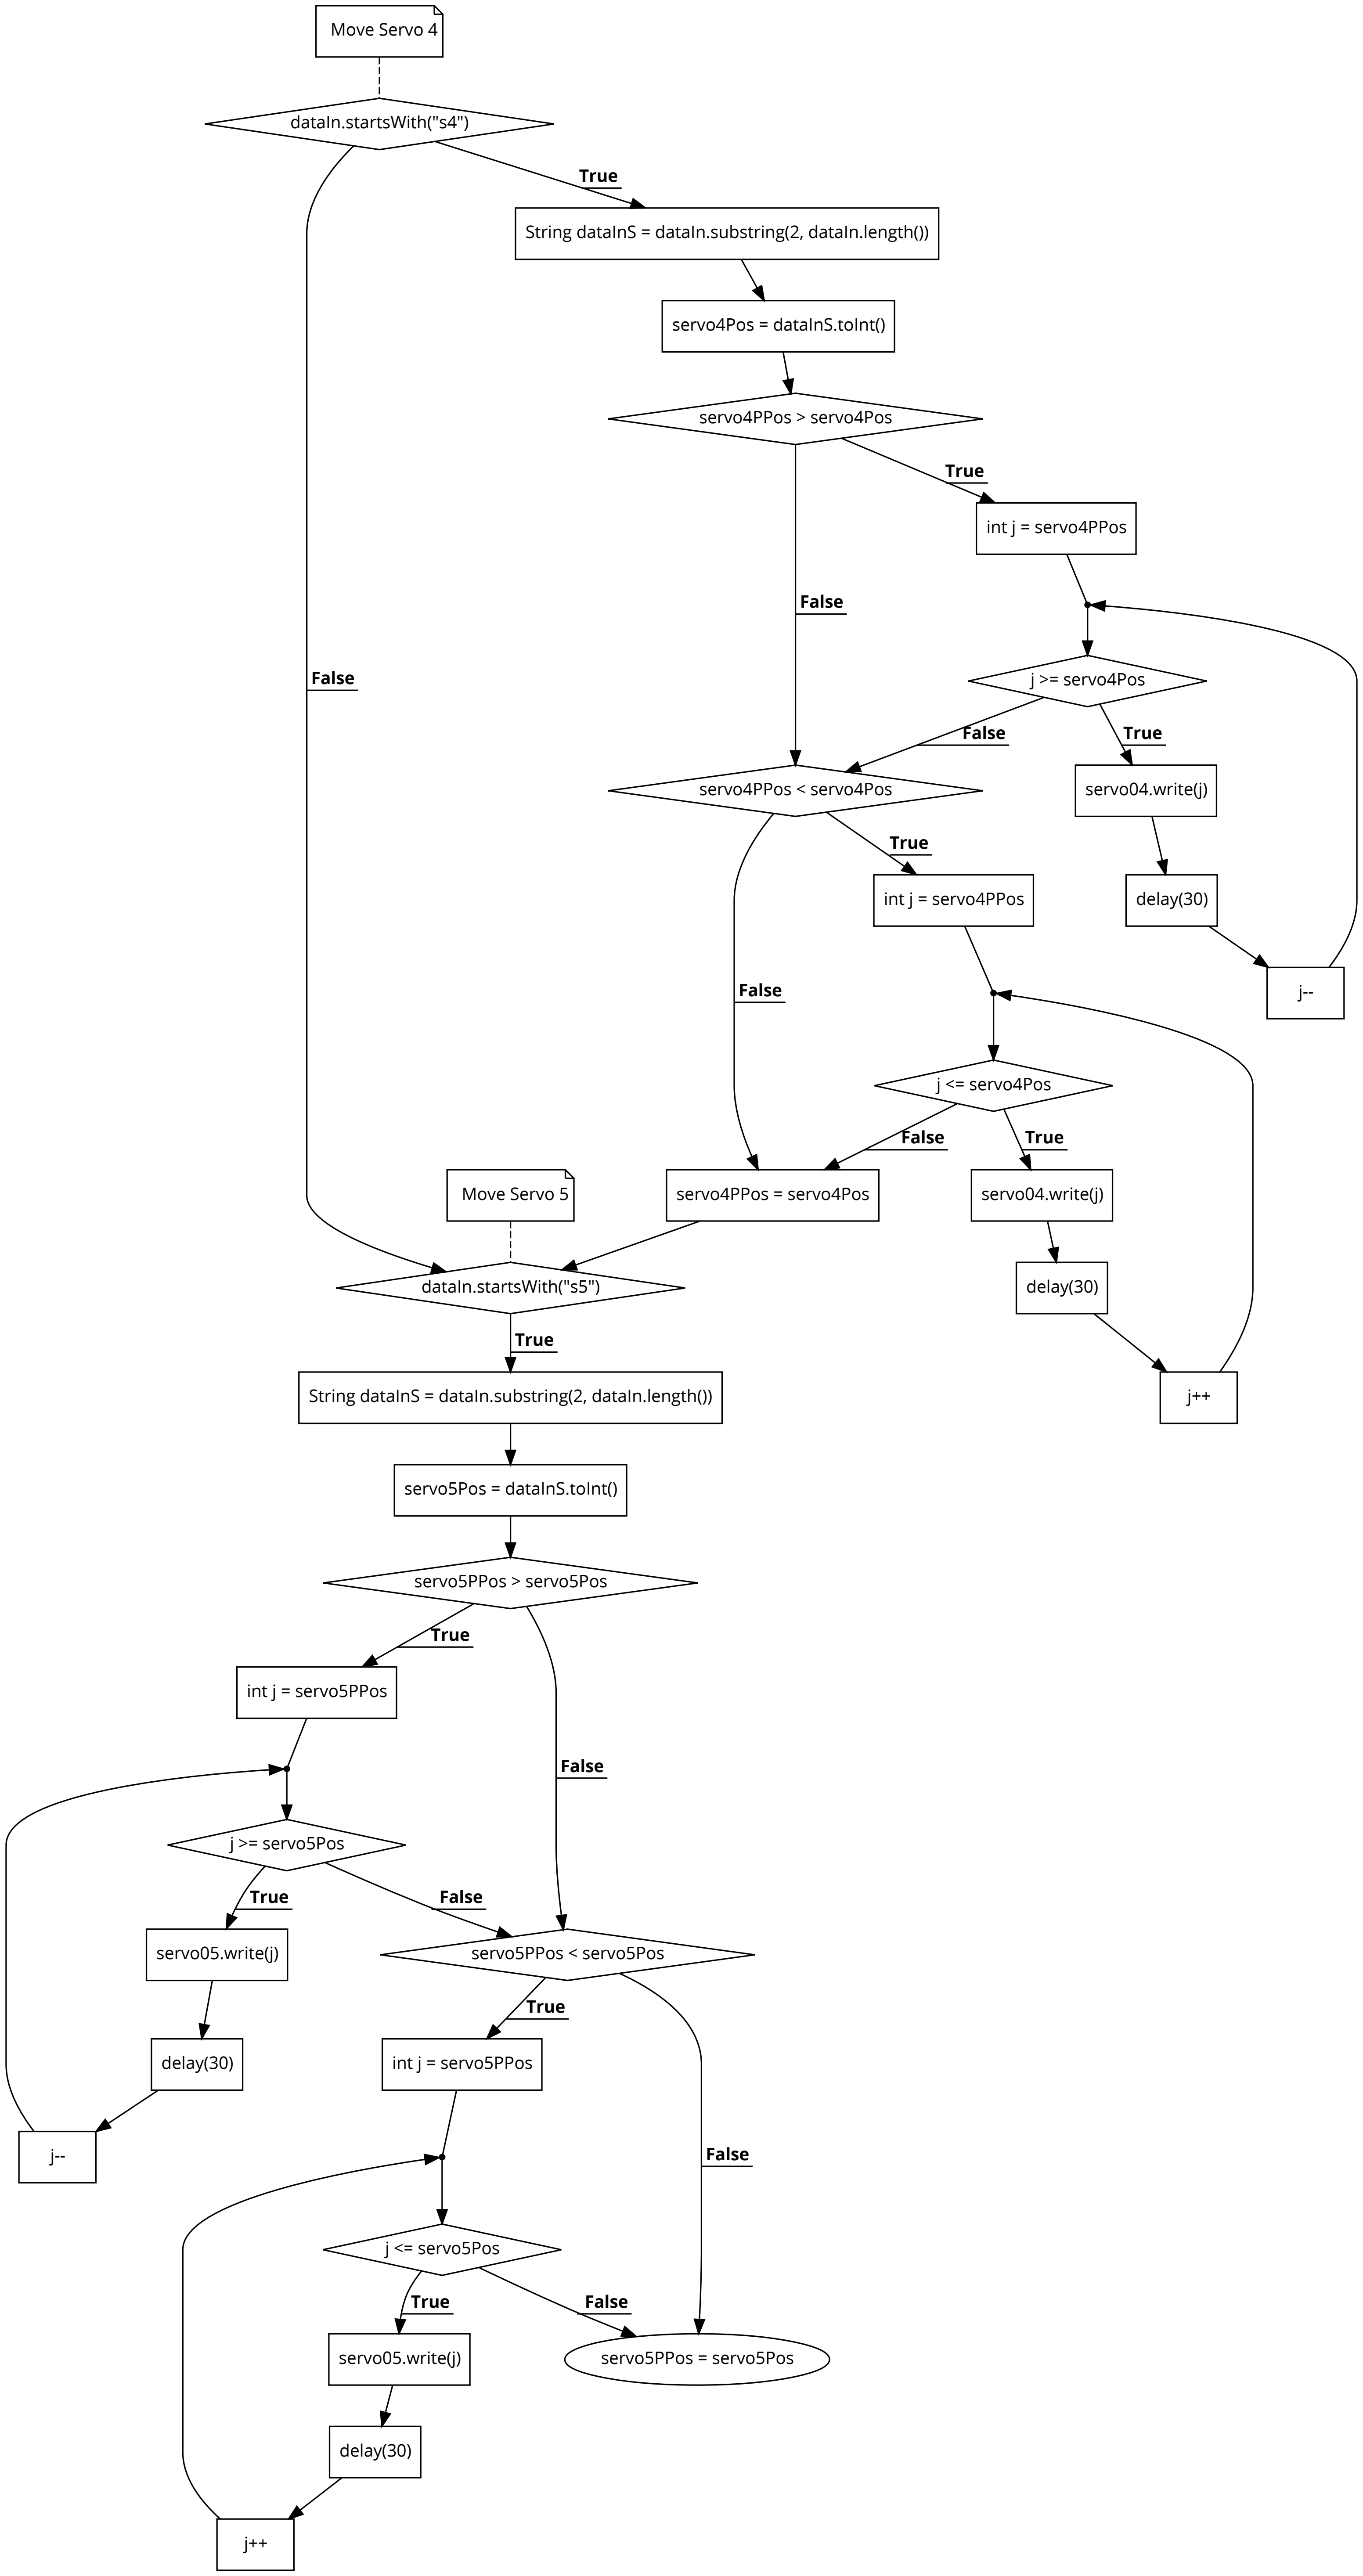 Move Servo 4
dataIn.startsWith("s4")
True
String dataInS = dataIn.substring(2, dataIn.length())
servo4Pos = dataInS.toInt()
servo4PPos > servo4Pos
True
int j = servo4PPos
False
False
j >= servo4Pos
False
True
servo4PPos < servo4Pos
servo04.write(j)
True
int j = servo4PPos
delay(30)
False
j--
j <= servo4Pos
False
True
Move Servo 5
servo4PPos = servo4Pos
servo04.write(j)
dataIn.startsWith("s5")
delay(30)
True
String dataInS = dataIn.substring(2, dataIn.length())
j++
servo5Pos = dataInS.toInt()
servo5PPos > servo5Pos
True
int j = servo5PPos
False
j >= servo5Pos
True
False
servo05.write(j)
servo5PPos < servo5Pos
True
delay(30)
int j = servo5PPos
j--
False
j <= servo5Pos
True
False
servo05.write(j)
servo5PPos = servo5Pos
delay(30)
j++